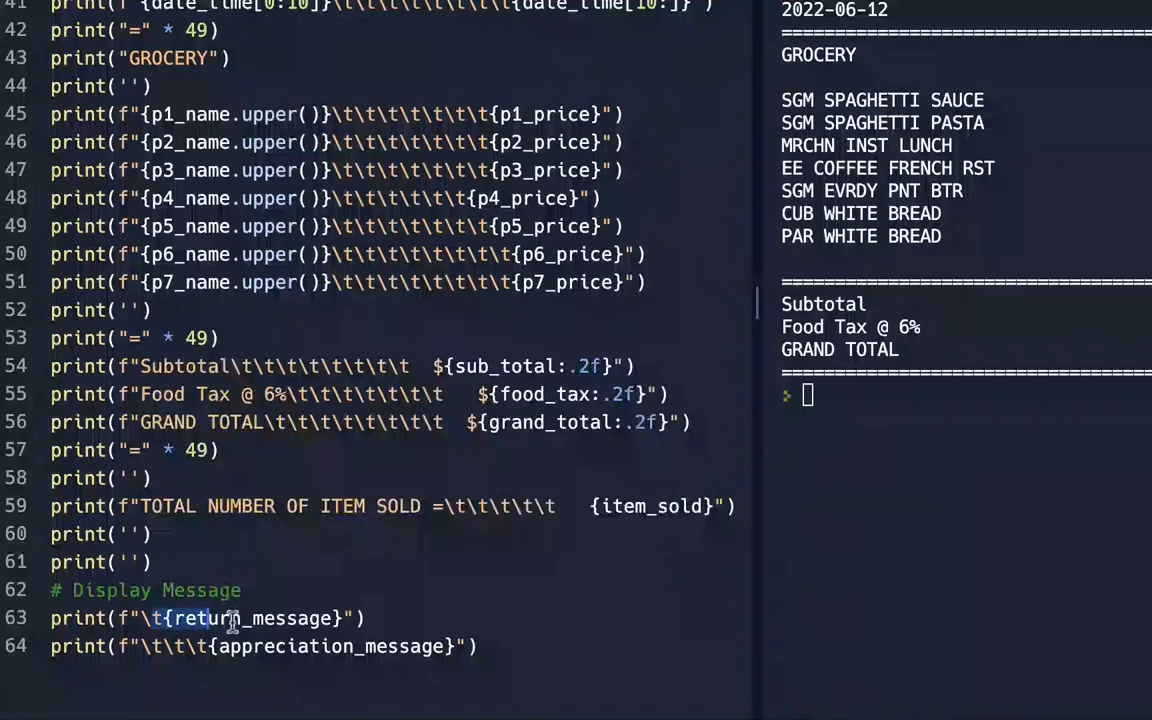 41 print(f"{date_time[0:10]}\t\t\t\t\t\t\t\t{date_time[10:]}")
42 print("=" * 49)
43 print("GROCERY")
44 print('')
45 print(f"{p1_name.upper()}\t\t\t\t\t\t\t{p1_price}")
46 print(f"{p2_name.upper()}\t\t\t\t\t\t\t{p2_price}")
47 print(f"{p3_name.upper()}\t\t\t\t\t\t\t{p3_price}")
48 print(f"{p4_name.upper()}\t\t\t\t\t\t{p4_price}")
49 print(f"{p5_name.upper()}\t\t\t\t\t\t\t{p5_price}")
50 print(f"{p6_name.upper()}\t\t\t\t\t\t\t\t{p6_price}")
51 print(f"{p7_name.upper()}\t\t\t\t\t\t\t\t{p7_price}")
52 print('')
53 print("=" * 49)
54 print(f"Subtotal\t\t\t\t\t\t\t\t  ${sub_total:.2f}")
55 print(f"Food Tax @ 6%\t\t\t\t\t\t\t   ${food_tax:.2f}")
56 print(f"GRAND TOTAL\t\t\t\t\t\t\t\t  ${grand_total:.2f}")
57 print("=" * 49)
58 print('')
59 print(f"TOTAL NUMBER OF ITEM SOLD =\t\t\t\t\t   {item_sold}")
60 print('')
61 print('')
62 # Display Message
63 print(f"\t{return_message}")
64 print(f"\t\t\t{appreciation_message}")
2022-06-12
===================================
GROCERY
SGM SPAGHETTI SAUCE
SGM SPAGHETTI PASTA
MRCHN INST LUNCH
EE COFFEE FRENCH RST
SGM EVRDY PNT BTR
CUB WHITE BREAD
PAR WHITE BREAD
===================================
Subtotal
Food Tax @ 6%
GRAND TOTAL
===================================